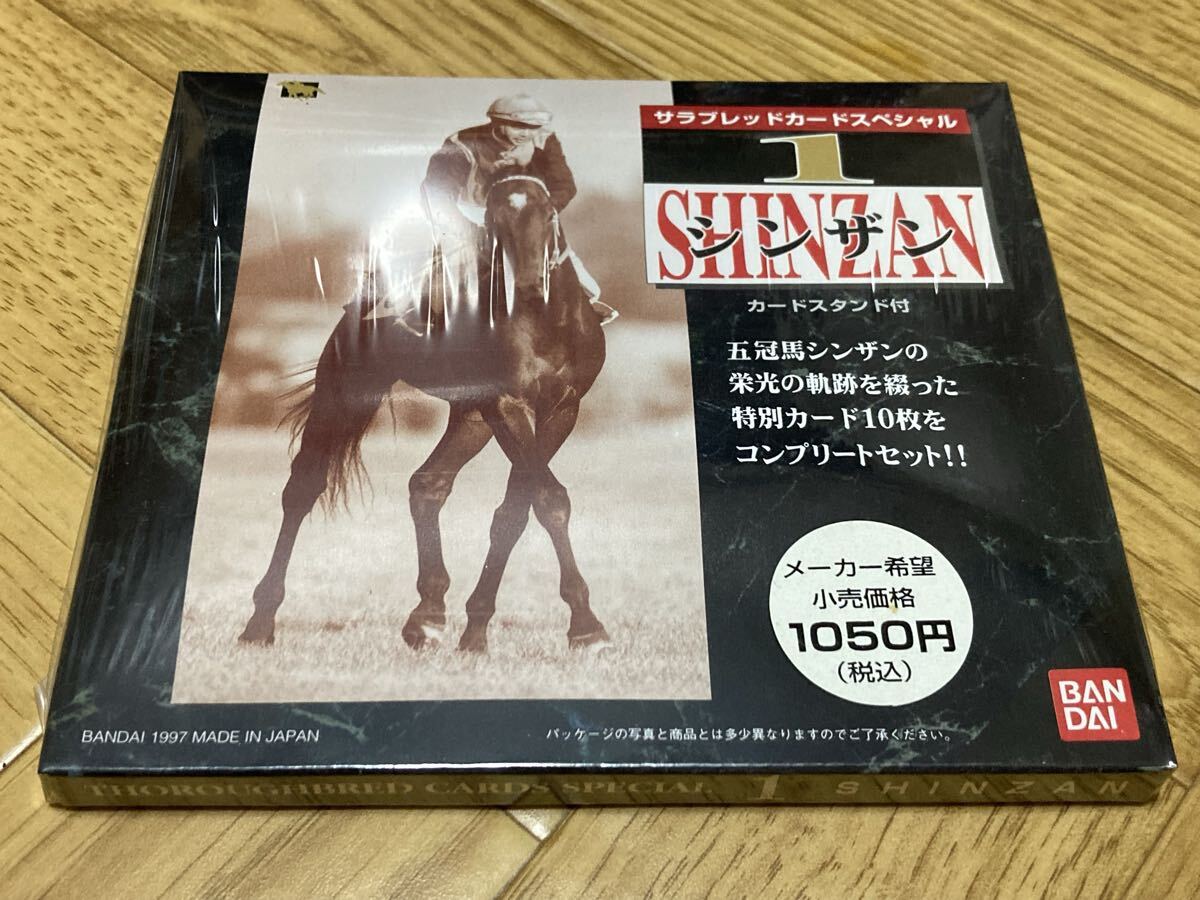 サラブレッドカードスペシャル
1
SHINZAN
シンザン
カードスタンド付
五冠馬シンザンの
栄光の軌跡を綴った
特別カード10枚を
コンプリートセット!!
メーカー希望
小売価格
1050円
(税込)
BAN
DAI
BANDAI 1997 MADE IN JAPAN
パッケージの写真と商品とは多少異なりますのでご了承ください。
THOROUGHBRED CARDS SPECIAL 1 SHINZAN